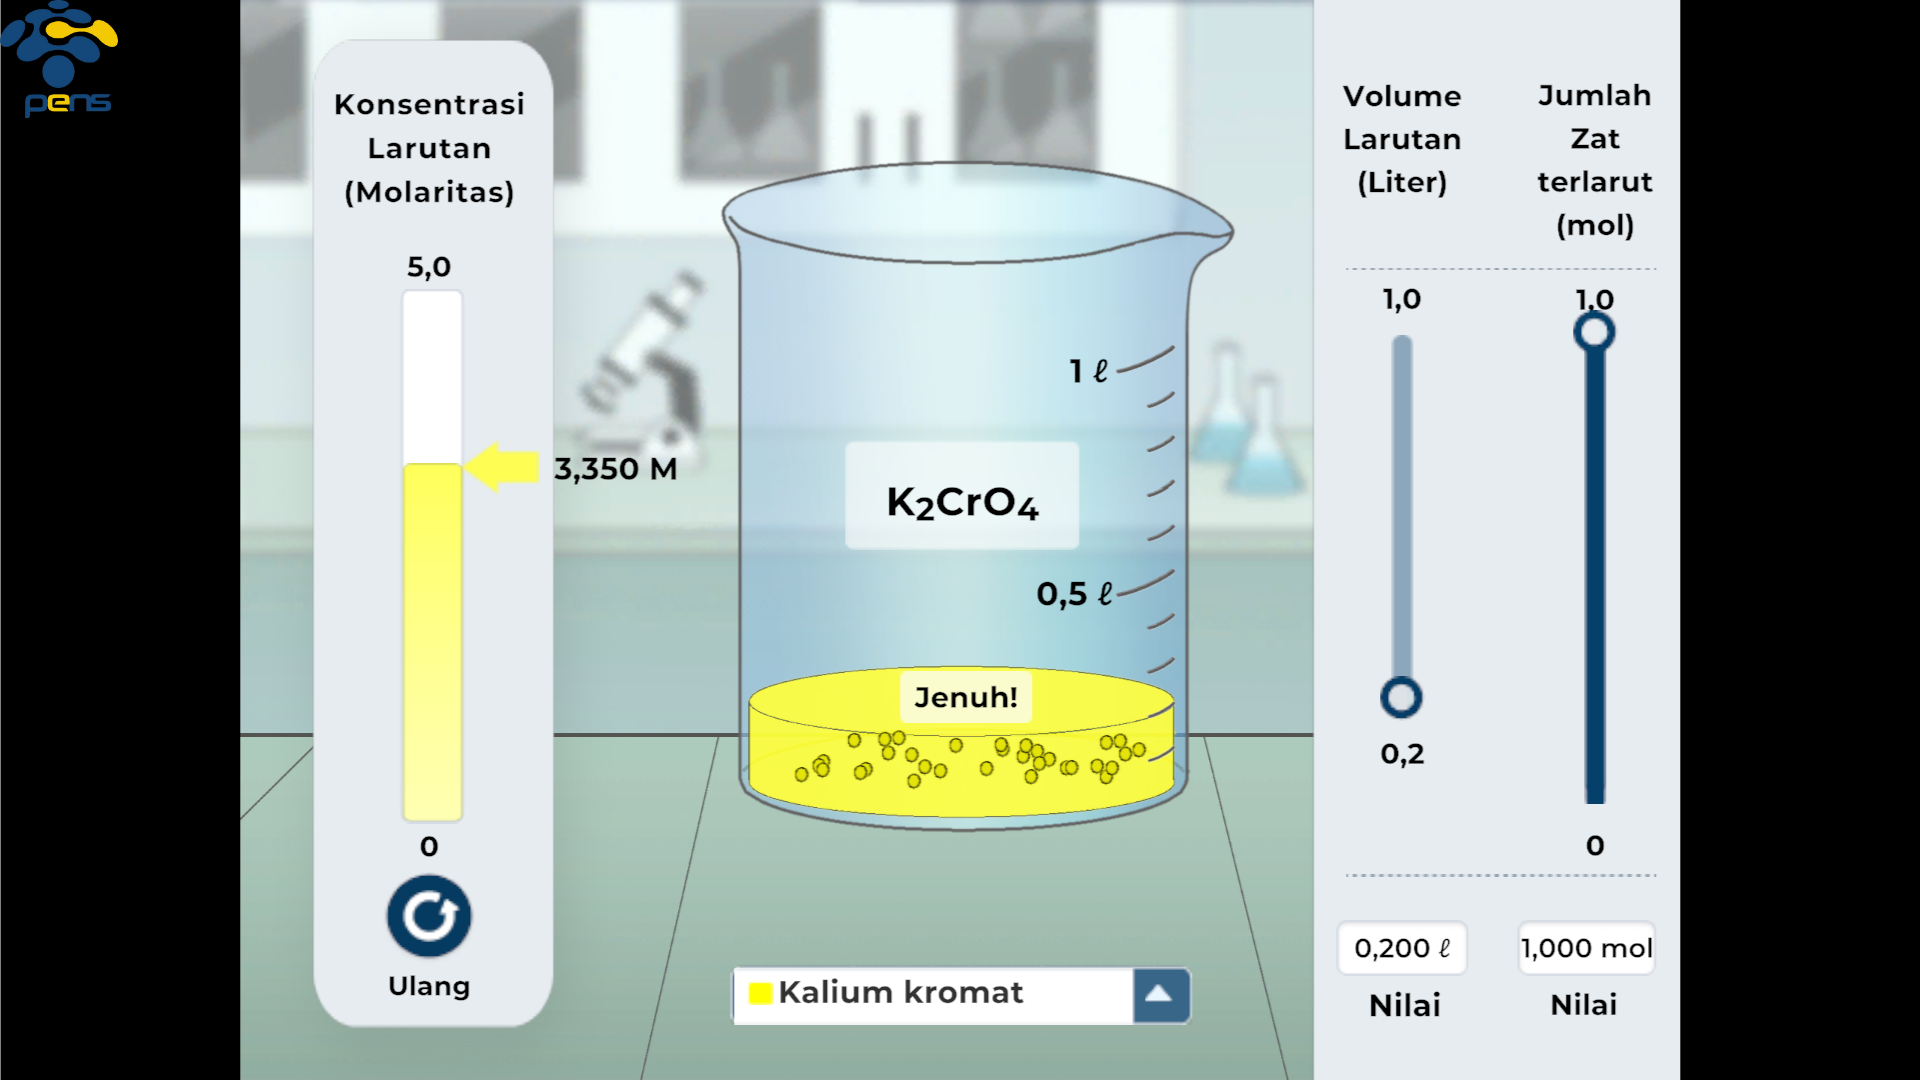 pens
Konsentrasi
Larutan
(Molaritas)
5,0
3,350 M
0
Ulang
1 ℓ
K₂CrO₄
0,5 ℓ
Jenuh!
Kalium kromat
Volume
Larutan
(Liter)
1,0
0,2
0,200 ℓ
Nilai
Jumlah
Zat
terlarut
(mol)
1,0
0
1,000 mol
Nilai